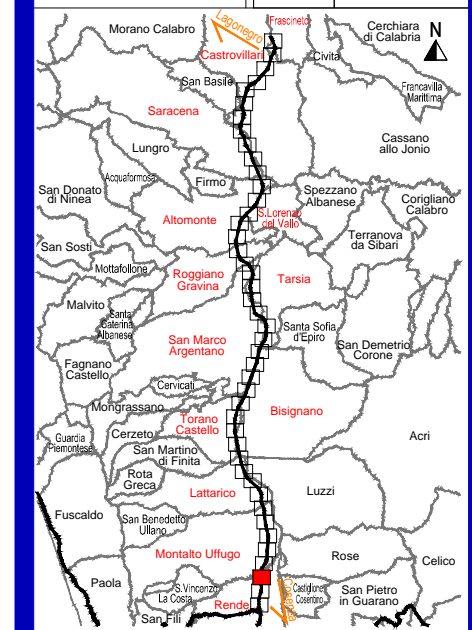 Lagonegro
Frascineto
Morano Calabro
Cerchiara
di Calabria
N
Castrovillari
Civita
San Basile
Francavilla
Marittima
Saracena
Cassano
allo Jonio
Lungro
Acquaformosa
Firmo
San Donato
di Ninea
Spezzano
Albanese
Corigliano
Calabro
Altomonte
S.Lorenzo
del Vallo
Terranova
da Sibari
San Sosti
Mottafollone
Roggiano
Gravina
Tarsia
Malvito
Santa
Caterina
Albanese
Santa Sofia
d'Epiro
San Marco
Argentano
San Demetrio
Corone
Fagnano
Castello
Cervicati
Mongrassano
Torano
Castello
Bisignano
Guardia
Piemontese
Cerzeto
Acri
San Martino
di Finita
Rota
Greca
Lattarico
Luzzi
Fuscaldo
San Benedetto
Ullano
Montalto Uffugo
Rose
Celico
Paola
S.Vincenzo
La Costa
Cosenza
Castiglione
Cosentino
San Pietro
in Guarano
San Fili
Rende